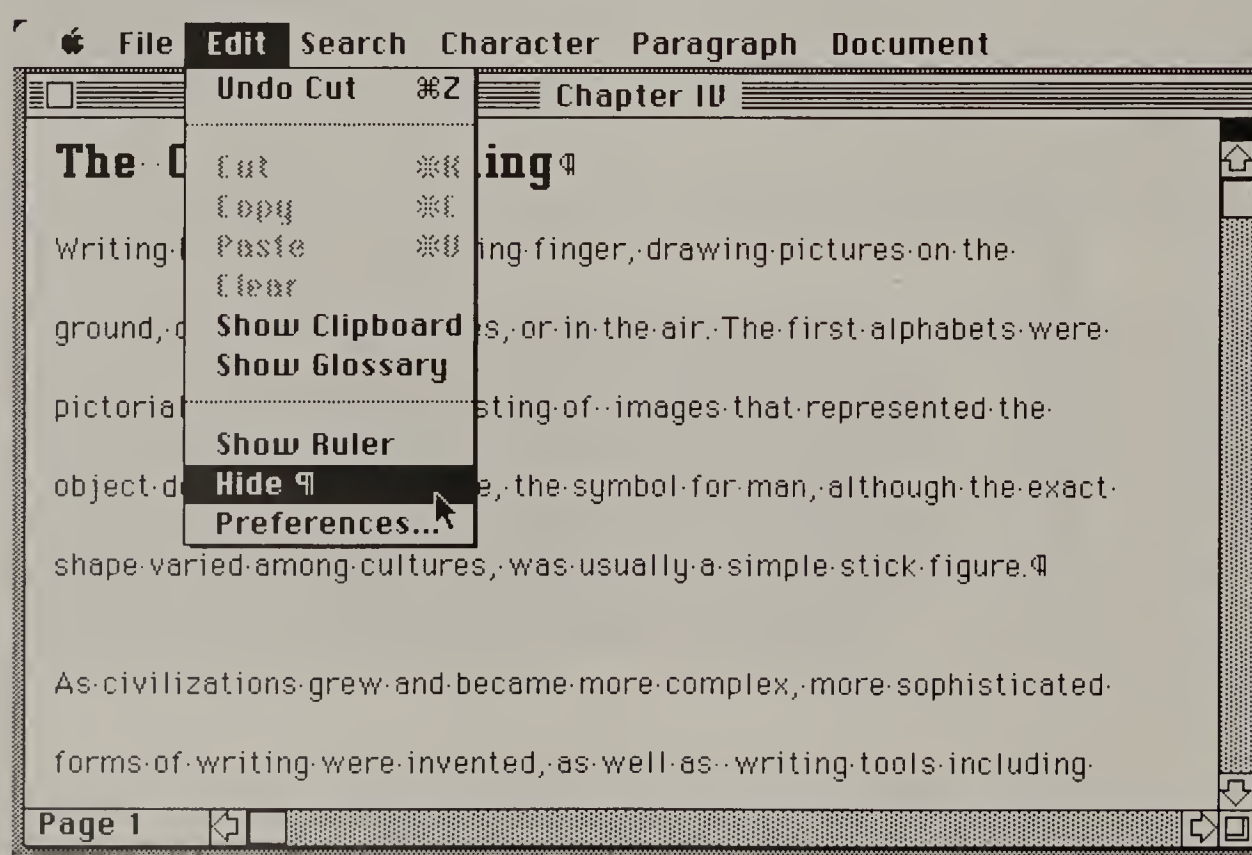 File Edit Search Character Paragraph Document
Chapter IV
Undo Cut ⌘Z
Cut ⌘X
Copy ⌘C
Paste ⌘V
Clear
Show Clipboard
Show Glossary
Show Ruler
Hide ¶
Preferences...
The ing¶
Writing ing finger, drawing pictures on the
ground, s, or in the air. The first alphabets were
pictorial sting of images that represented the
object d e, the symbol for man, although the exact
shape varied among cultures, was usually a simple stick figure.¶
As civilizations grew and became more complex, more sophisticated
forms of writing were invented, as well as writing tools including
Page 1